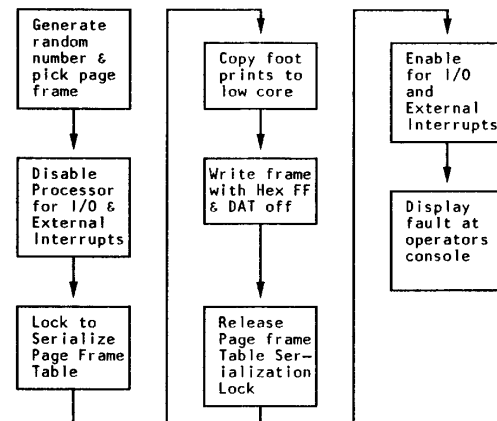 Generate
random
number &
pick page
frame
Disable
Processor
for I/O &
External
Interrupts
Lock to
Serialize
Page Frame
Table
Copy foot
prints to
low core
Write frame
with Hex FF
& DAT off
Release
Page frame
Table Ser-
ialization
Lock
Enable
for I/O
and
External
Interrupts
Display
fault at
operators
console